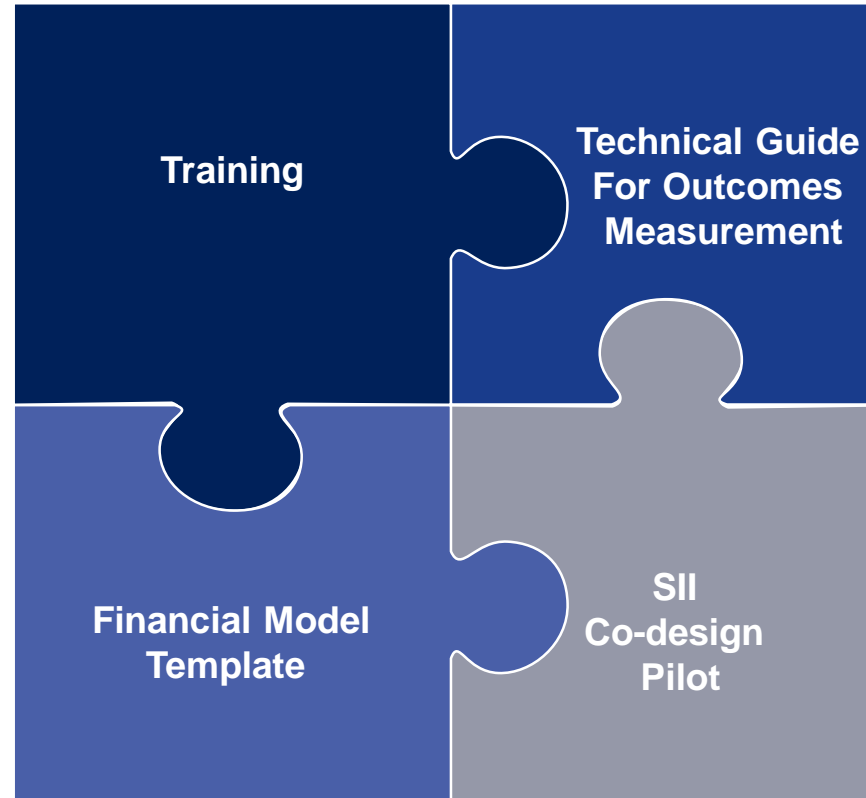 Training
Technical Guide
For Outcomes
Measurement
Financial Model
Template
SII
Co-design
Pilot